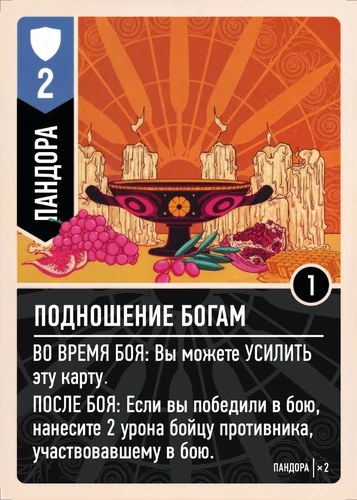 2
ПАНДОРА
1
ПОДНОШЕНИЕ БОГАМ
ВО ВРЕМЯ БОЯ: Вы можете УСИЛИТЬ
эту карту.
ПОСЛЕ БОЯ: Если вы победили в бою,
нанесите 2 урона бойцу противника,
участвовавшему в бою.
ПАНДОРА | ×2